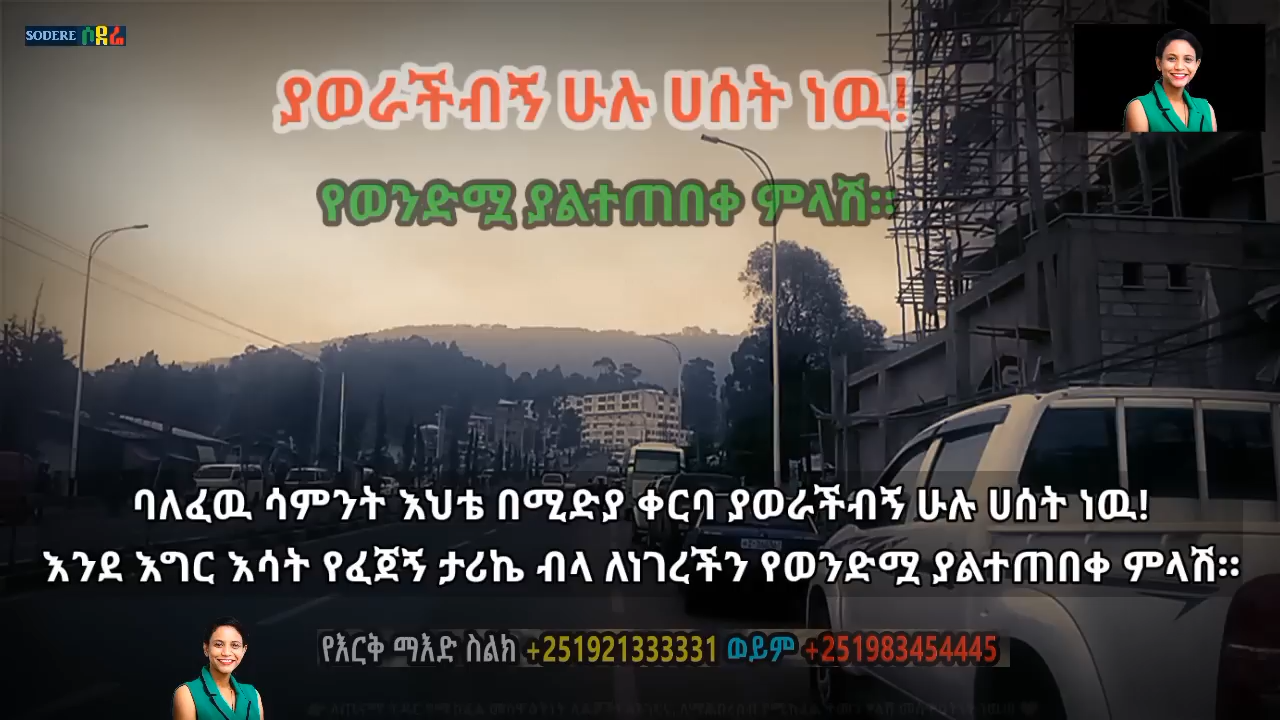 SODERE ሶደሬ
ያወራችብኝ ሁሉ ሀሰት ነዉ!
የወንድሟ ያልተጠበቀ ምላሽ።
ባለፈዉ ሳምንት እህቴ በሚድያ ቀርባ ያወራችብኝ ሁሉ ሀሰት ነዉ!
እንደ እግር እሳት የፈጀኝ ታሪኬ ብላ ለነገረችን የወንድሟ ያልተጠበቀ ምላሽ።
የእርቅ ማእድ ስልክ +251921333331 ወይም +251983454445